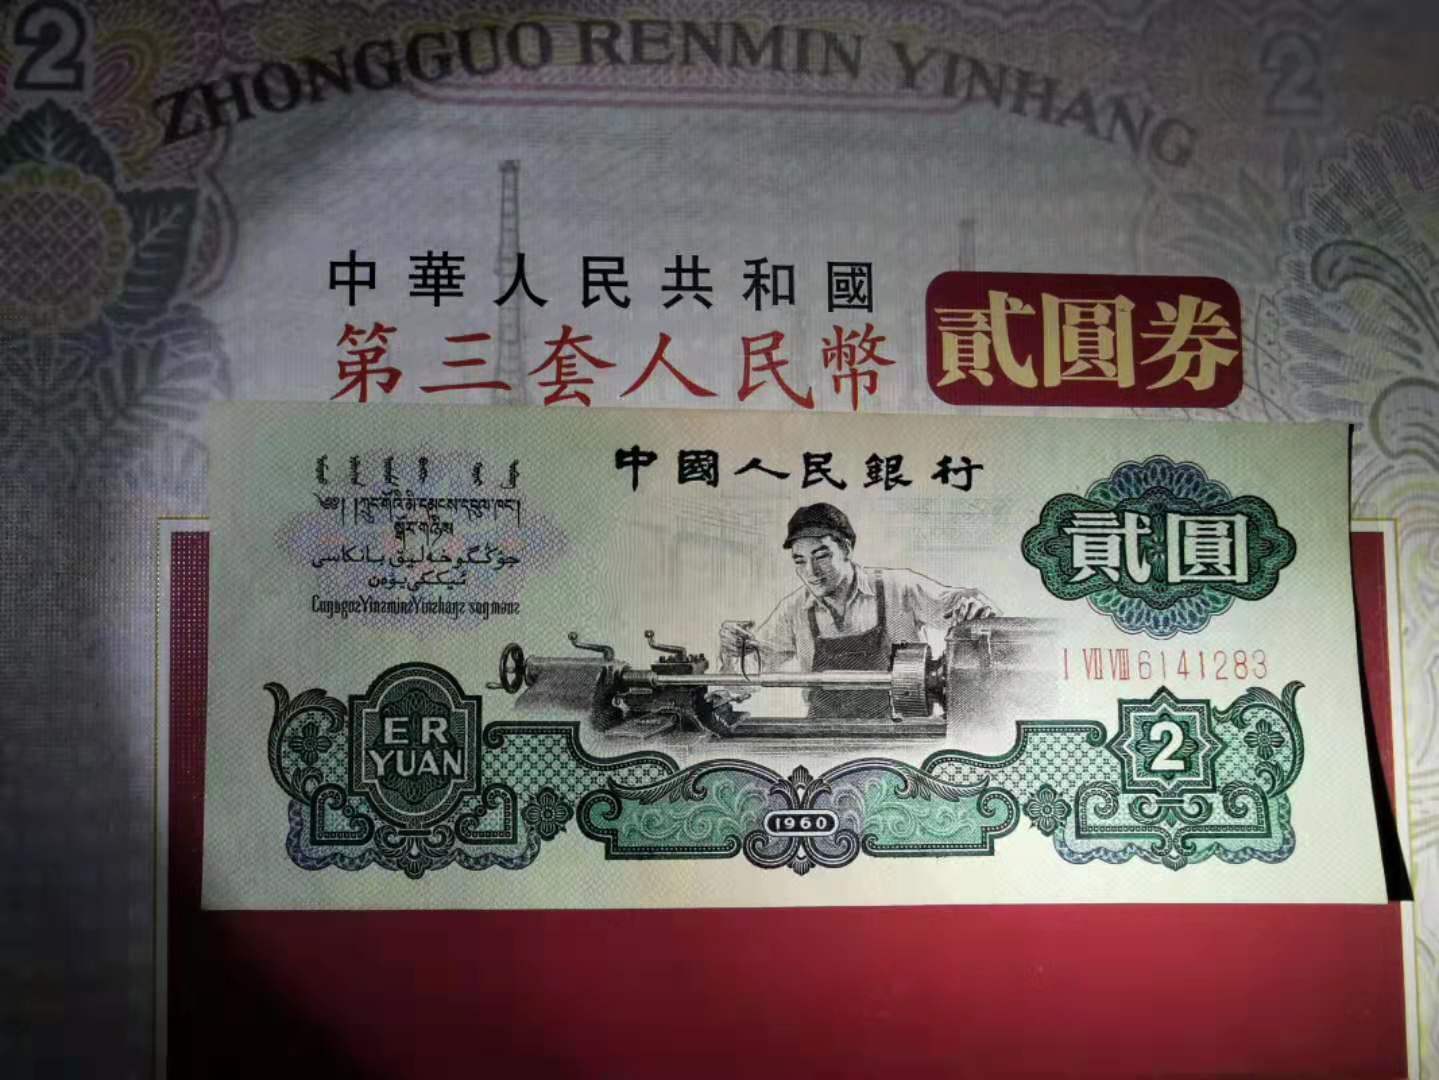 2
ZHONGGUO RENMIN YINHANG
2
中華人民共和國
第三套人民幣
貳圓券
中國人民銀行
貳圓
I VII VIII 6141283
ER
YUAN
2
1960